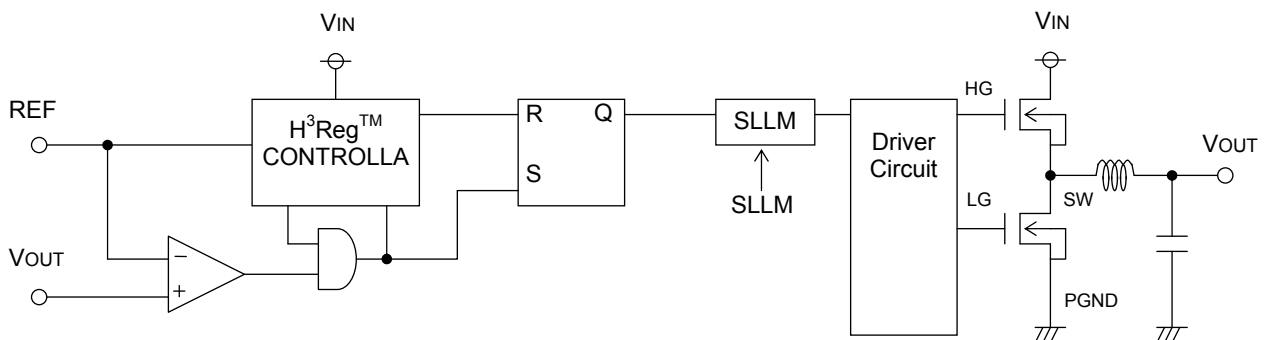 VIN
REF
H³Reg™
CONTROLLA
R
Q
S
SLLM
SLLM
Driver
Circuit
VIN
HG
LG
SW
VOUT
VOUT
−
+
PGND